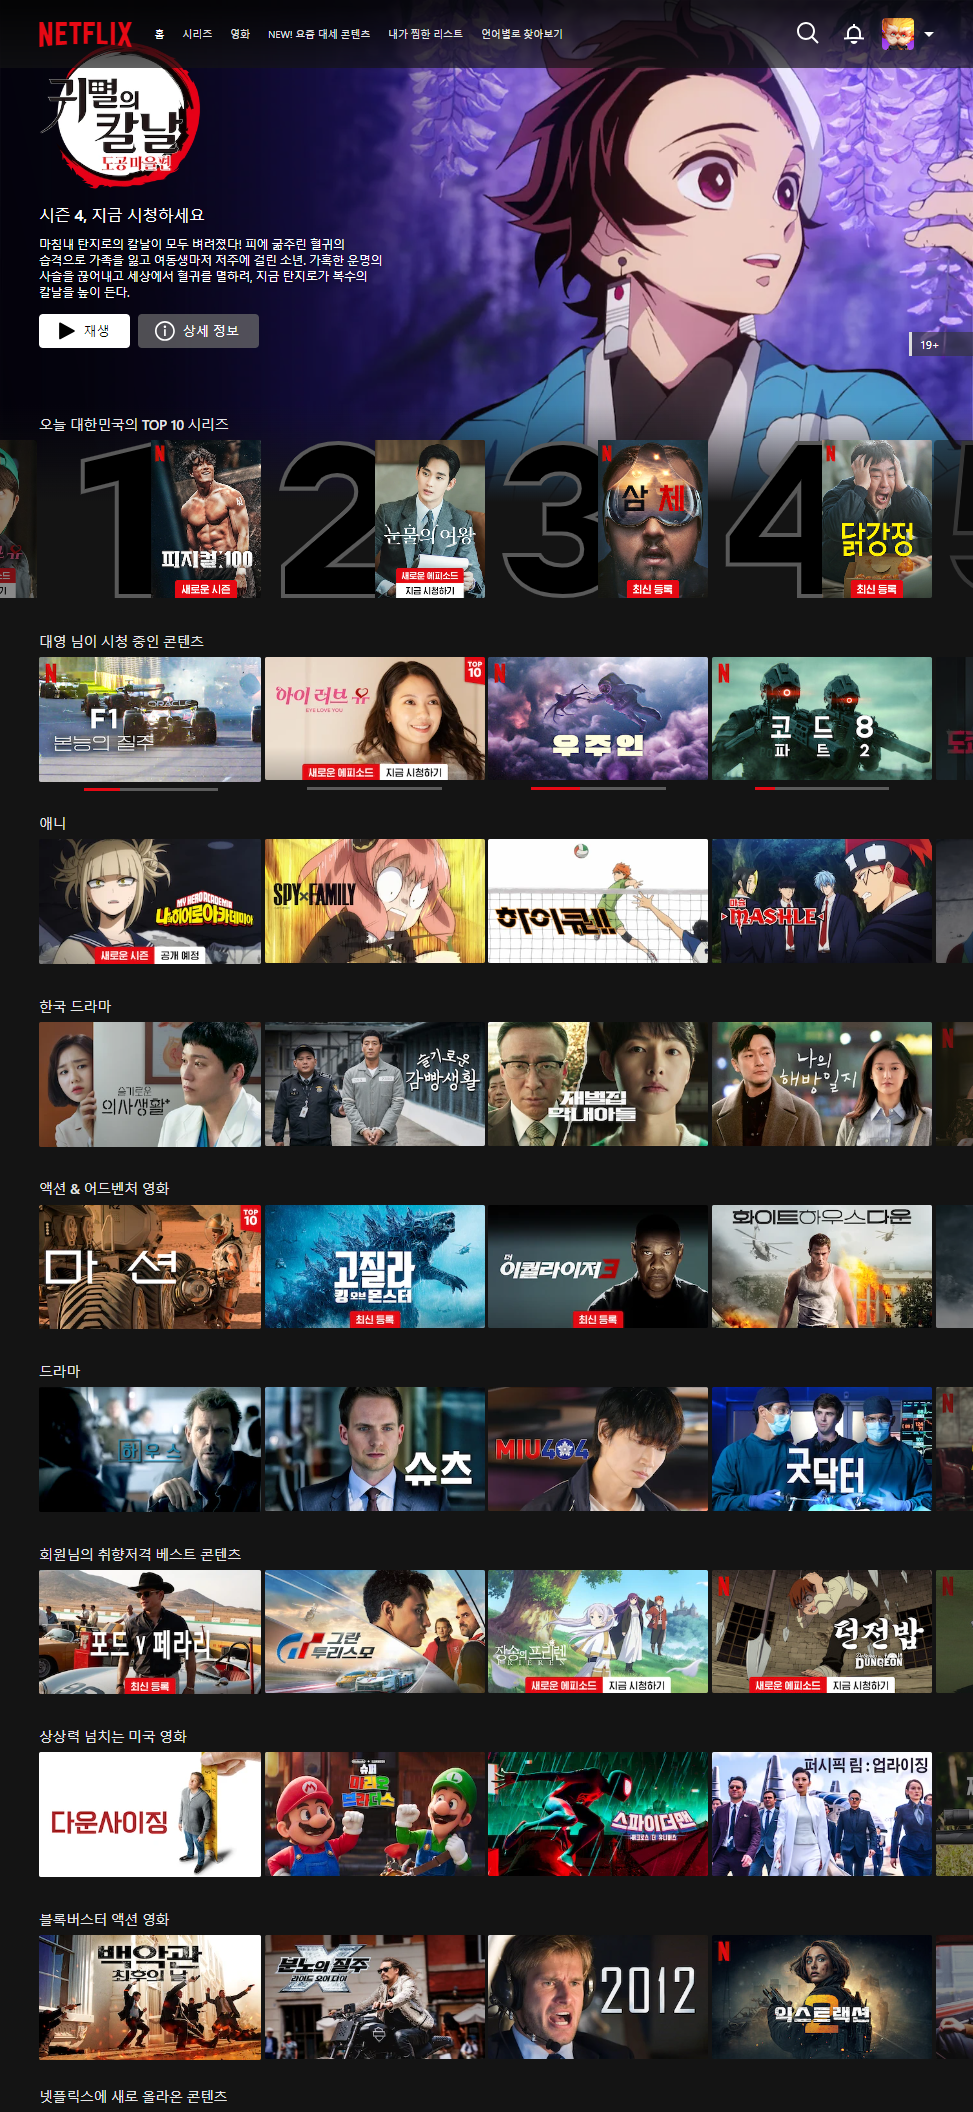 NETFLIX
홈 시리즈 영화 NEW! 요즘 대세 콘텐츠 내가 찜한 리스트 언어별로 찾아보기
귀멸의
칼날
도공 마을편
시즌 4, 지금 시청하세요
마침내 탄지로의 칼날이 모두 벼려졌다! 피에 굶주린 혈귀의
습격으로 가족을 잃고 여동생마저 저주에 걸린 소년. 가혹한 운명의
사슬을 끊어내고 세상에서 혈귀를 멸하려, 지금 탄지로가 복수의
칼날을 높이 든다.
재생 상세 정보
19+
오늘 대한민국의 TOP 10 시리즈
1 2 3 4 5
피지컬:100
새로운 시즌
눈물의 여왕
새로운 에피소드
지금 시청하기
삼체
최신 등록
닭강정
최신 등록
대영 님이 시청 중인 콘텐츠
ORACLE
F1
본능의 질주
TOP
10
아이 러브 유
EYE LOVE YOU
새로운 에피소드 지금 시청하기
우주인
코드 8
파트 2
애니
MY HERO ACADEMIA
나의 히어로 아카데미아
새로운 시즌 공개 예정
SPY×FAMILY
하이큐!!
마슐
MASHLE
한국 드라마
슬기로운
의사생활
슬기로운
감빵생활
재벌집
막내아들
나의
해방일지
액션 & 어드벤처 영화
TOP
10
마션
고질라
킹 오브 몬스터
최신 등록
더
이퀄라이저3
최신 등록
화이트하우스다운
드라마
하우스
슈츠
MIU404
굿닥터
회원님의 취향저격 베스트 콘텐츠
포드 v 페라리
최신 등록
그란
투리스모
장송의 프리렌
FRIEREN
새로운 에피소드 지금 시청하기
던전밥
Delicious in
DUNGEON
새로운 에피소드 지금 시청하기
상상력 넘치는 미국 영화
다운사이징
슈퍼
마리오
브라더스
스파이더맨
어크로스 더 유니버스
퍼시픽 림 : 업라이징
블록버스터 액션 영화
백악관
최후의 날
분노의 질주
라이드 오어 다이
2012
익스트랙션
2
넷플릭스에 새로 올라온 콘텐츠